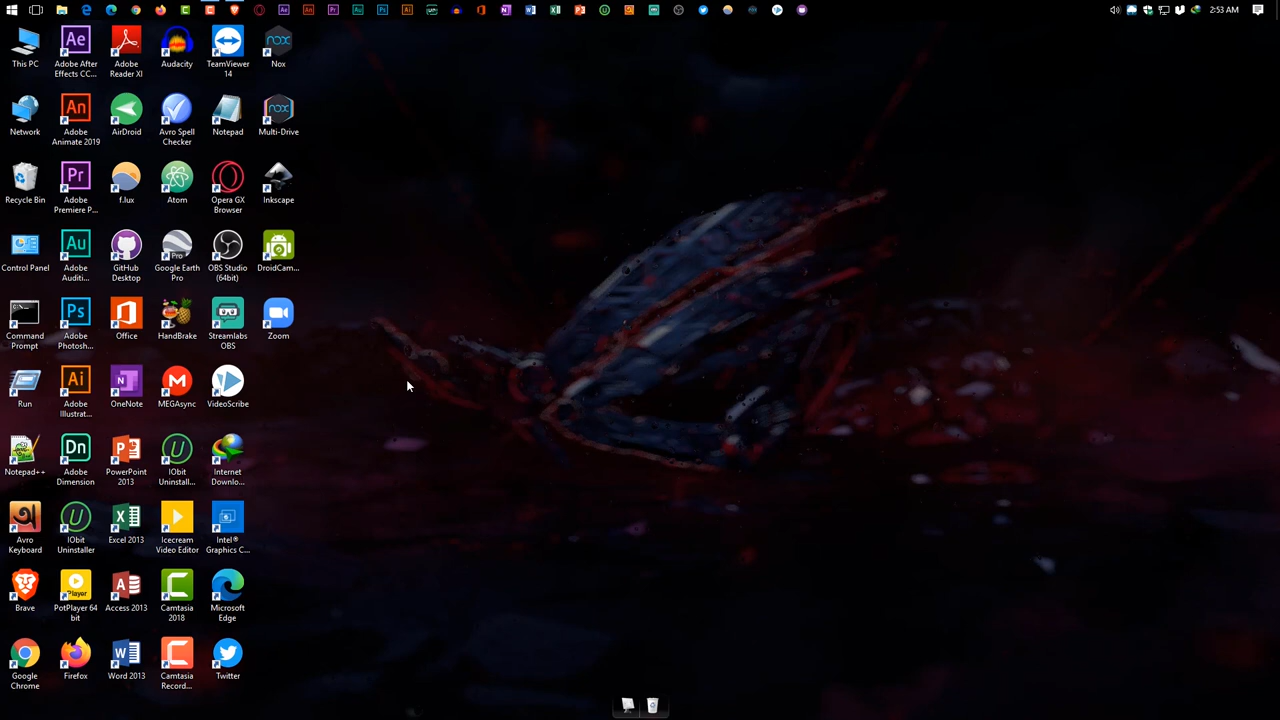 2:53 AM
This PC
Adobe After
Effects CC...
Adobe
Reader XI
Audacity
TeamViewer
14
Nox
Network
Adobe
Animate 2019
AirDroid
Avro Spell
Checker
Notepad
Multi-Drive
Recycle Bin
Adobe
Premiere P...
f.lux
Atom
Opera GX
Browser
Inkscape
Control Panel
Adobe
Auditi...
GitHub
Desktop
Google Earth
Pro
OBS Studio
(64bit)
DroidCam...
Command
Prompt
Adobe
Photosh...
Office
HandBrake
Streamlabs
OBS
Zoom
Run
Adobe
Illustrat...
OneNote
MEGAsync
VideoScribe
Notepad++
Adobe
Dimension
PowerPoint
2013
IObit
Uninstall...
Internet
Downlo...
Avro
Keyboard
IObit
Uninstaller
Excel 2013
Icecream
Video Editor
Intel®
Graphics C...
Brave
PotPlayer 64
bit
Access 2013
Camtasia
2018
Microsoft
Edge
Google
Chrome
Firefox
Word 2013
Camtasia
Record...
Twitter